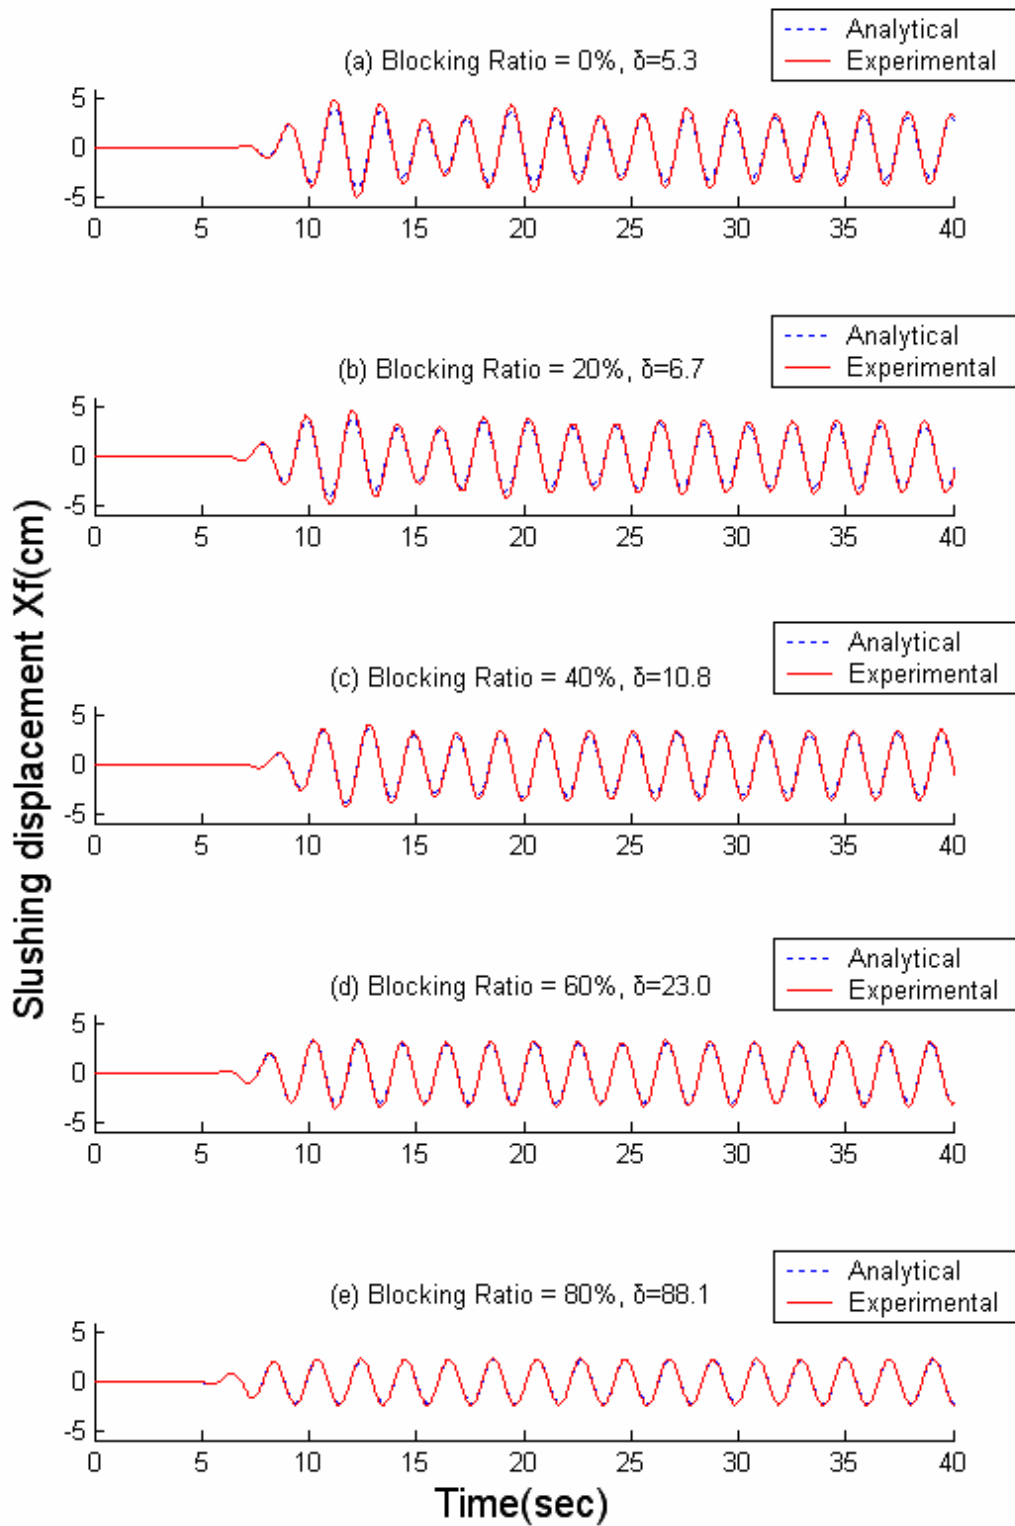 Analytical
Experimental
(a) Blocking Ratio = 0%, δ=5.3
5
0
-5
0 5 10 15 20 25 30 35 40
Analytical
Experimental
(b) Blocking Ratio = 20%, δ=6.7
5
0
-5
0 5 10 15 20 25 30 35 40
Analytical
Experimental
(c) Blocking Ratio = 40%, δ=10.8
5
0
-5
0 5 10 15 20 25 30 35 40
Analytical
Experimental
(d) Blocking Ratio = 60%, δ=23.0
5
0
-5
0 5 10 15 20 25 30 35 40
Analytical
Experimental
(e) Blocking Ratio = 80%, δ=88.1
5
0
-5
0 5 10 15 20 25 30 35 40
Slushing displacement Xf(cm)
Time(sec)